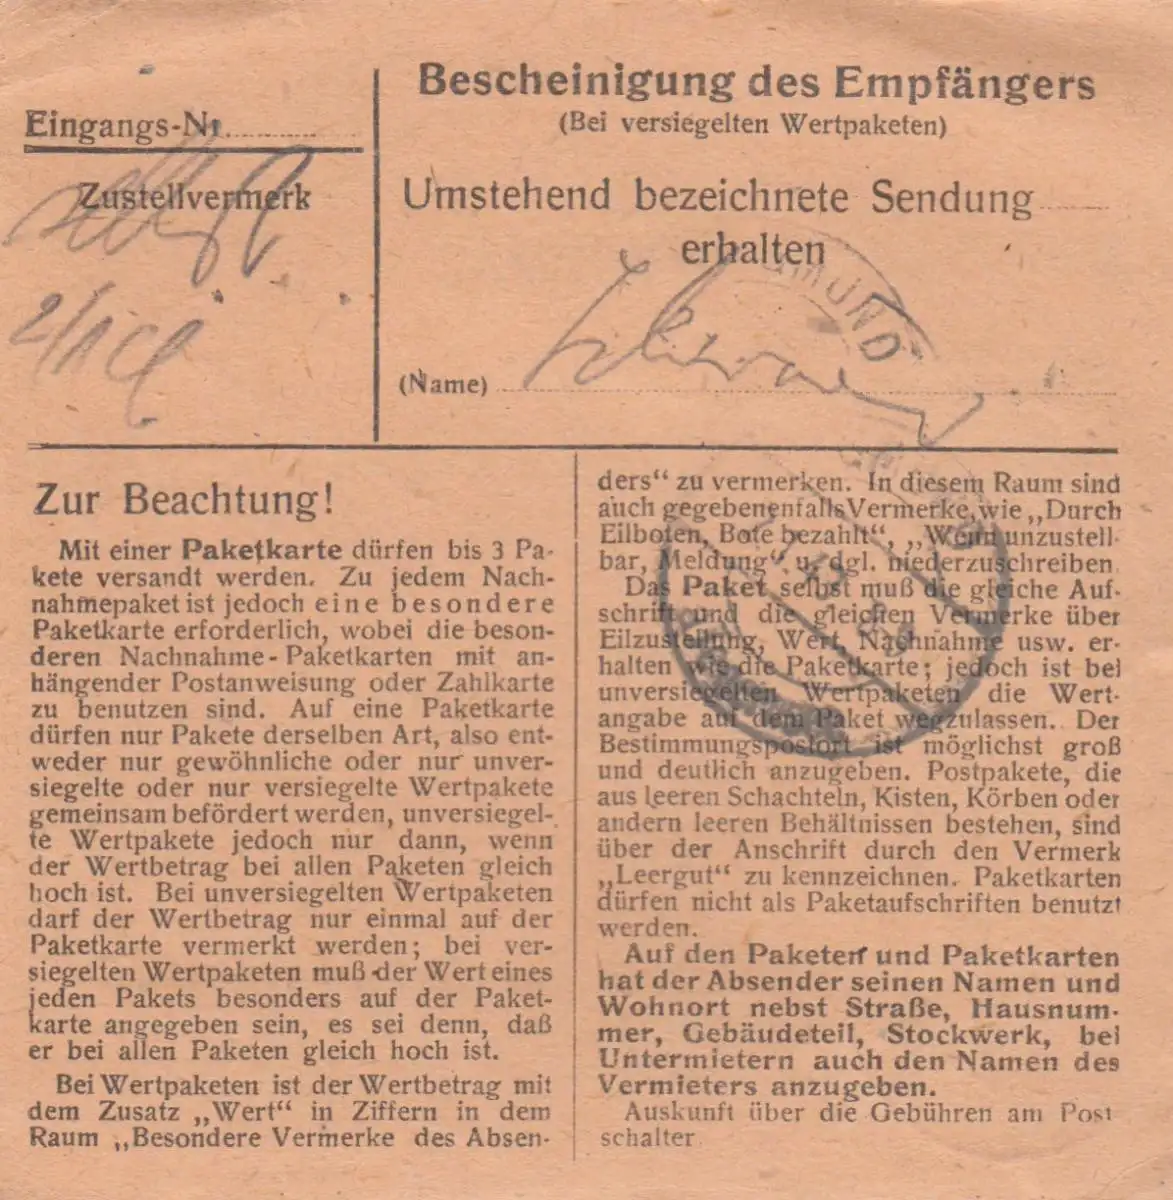 Eingangs-Nr.
Zustellvermerk
2/1
Bescheinigung des Empfängers
(Bei versiegelten Wertpaketen)
Umstehend bezeichnete Sendung
erhalten
MUND
(Name)
Zur Beachtung!
Mit einer Paketkarte dürfen bis 3 Pa-
kete versandt werden. Zu jedem Nach-
nahmepaket ist jedoch eine besondere
Paketkarte erforderlich, wobei die beson-
deren Nachnahme-Paketkarten mit an-
hängender Postanweisung oder Zahlkarte
zu benutzen sind. Auf eine Paketkarte
dürfen nur Pakete derselben Art, also ent-
weder nur gewöhnliche oder nur unver-
siegelte oder nur versiegelte Wertpakete
gemeinsam befördert werden, unversiegel-
te Wertpakete jedoch nur dann, wenn
der Wertbetrag bei allen Paketen gleich
hoch ist. Bei unversiegelten Wertpaketen
darf der Wertbetrag nur einmal auf der
Paketkarte vermerkt werden; bei ver-
siegelten Wertpaketen muß der Wert eines
jeden Pakets besonders auf der Paket-
karte angegeben sein, es sei denn, daß
er bei allen Paketen gleich hoch ist.
Bei Wertpaketen ist der Wertbetrag mit
dem Zusatz „Wert“ in Ziffern in dem
Raum „Besondere Vermerke des Absen-
ders“ zu vermerken. In diesem Raum sind
auch gegebenenfalls Vermerke, wie „Durch
Eilboten, Bote bezahlt“, „Wenn unzustell-
bar, Meldung“ u. dgl. niederzuschreiben.
Das Paket selbst muß die gleiche Auf-
schrift und die gleichen Vermerke über
Eilzustellung, Wert, Nachnahme usw. er-
halten wie die Paketkarte; jedoch ist bei
unversiegelten Wertpaketen die Wert-
angabe auf dem Paket wegzulassen. Der
Bestimmungspostort ist möglichst groß
und deutlich anzugeben. Postpakete, die
aus leeren Schachteln, Kisten, Körben oder
andern leeren Behältnissen bestehen, sind
über der Anschrift durch den Vermerk
„Leergut“ zu kennzeichnen. Paketkarten
dürfen nicht als Paketaufschriften benutzt
werden.
Auf den Paketen und Paketkarten
hat der Absender seinen Namen und
Wohnort nebst Straße, Hausnum-
mer, Gebäudeteil, Stockwerk, bei
Untermietern auch den Namen des
Vermieters anzugeben.
Auskunft über die Gebühren am Post
schalter